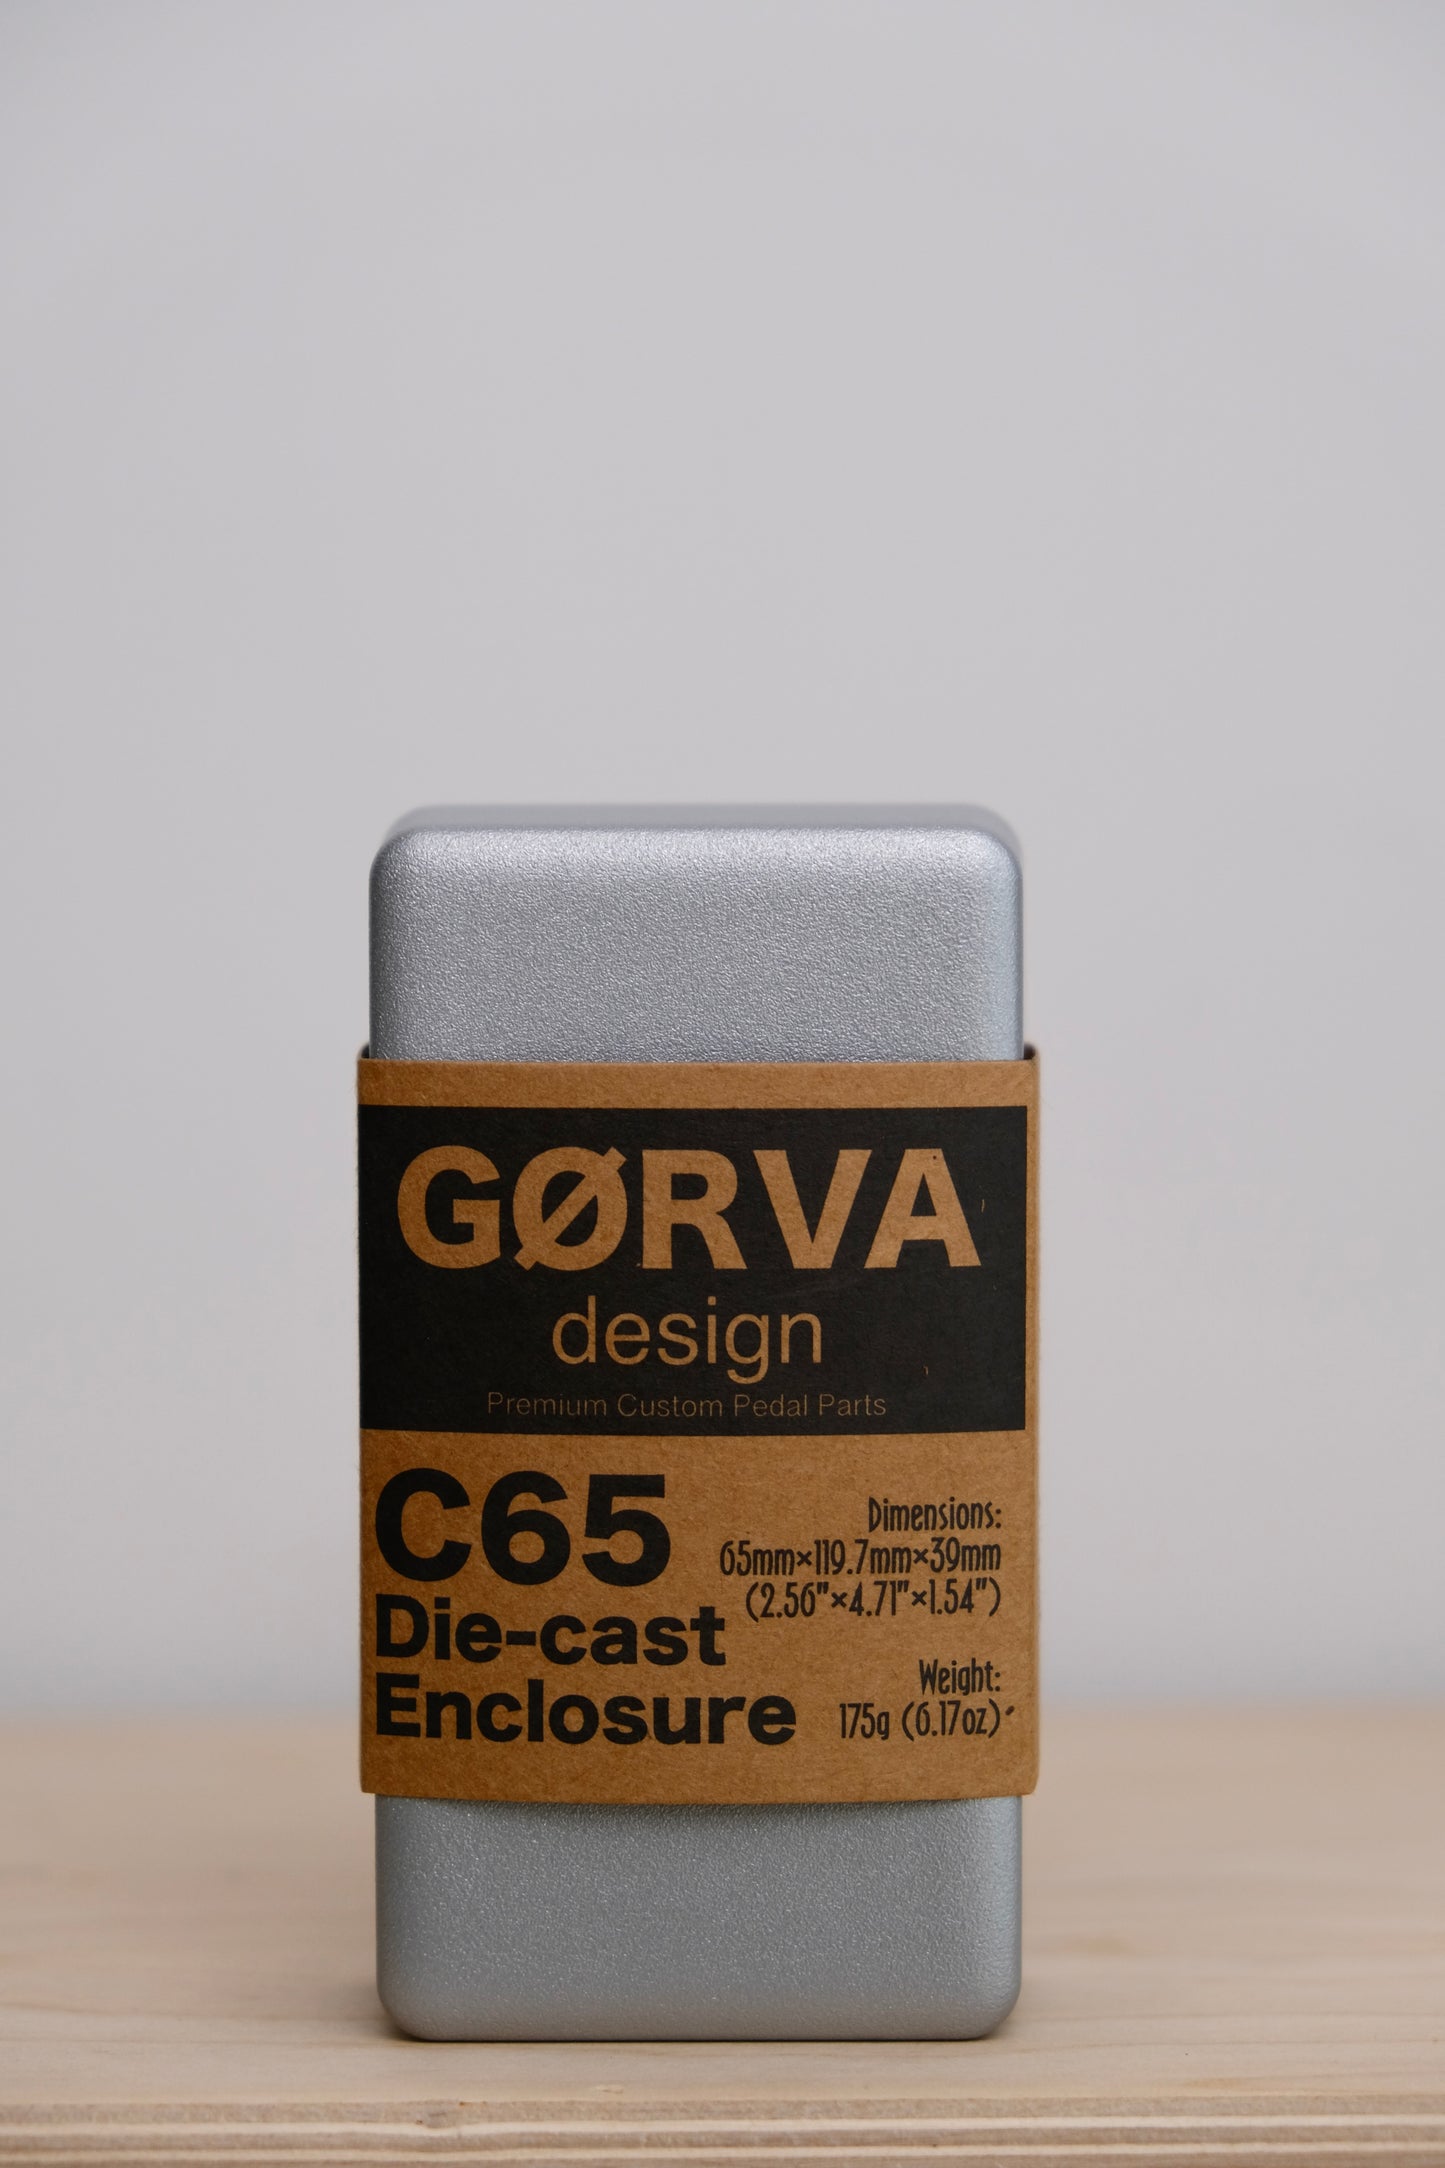 GØRVA
design
Premium Custom Pedal Parts
C65
Die-cast
Enclosure
Dimensions:
65mm×119.7mm×39mm
(2.56"×4.71"×1.54")
Weight:
175g (6.17oz)